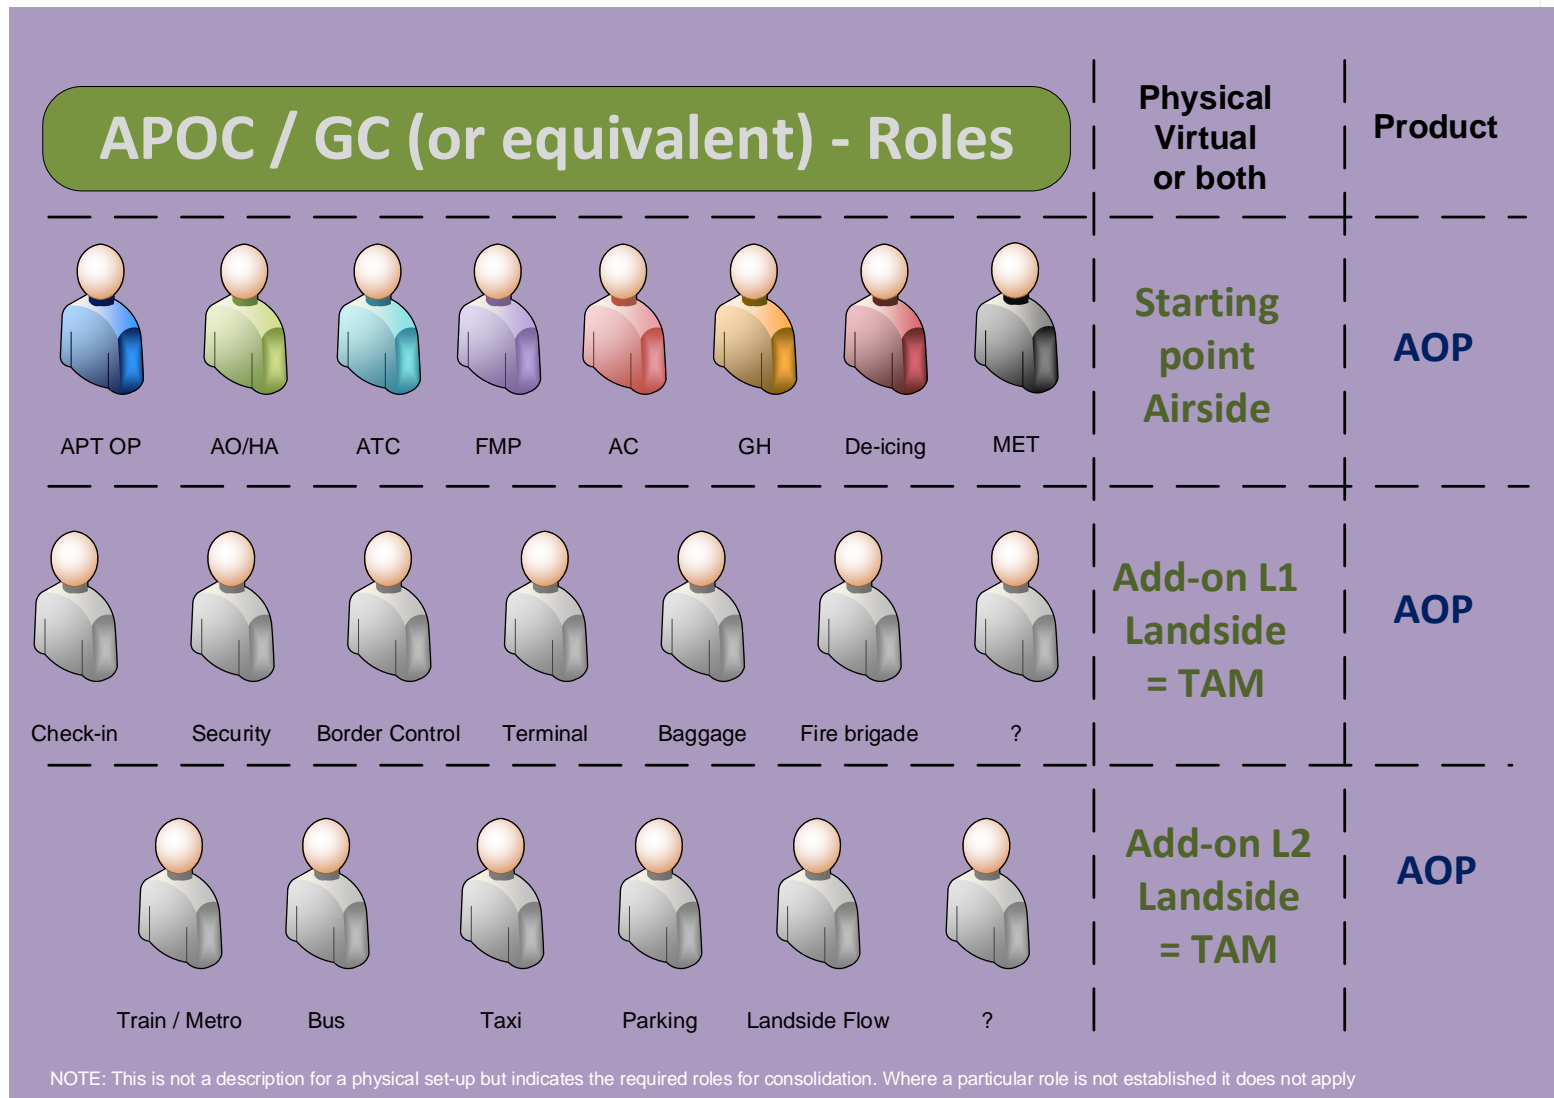 APOC / GC (or equivalent) - Roles
Physical
Virtual
or both
Product
APT OP
AO/HA
ATC
FMP
AC
GH
De-icing
MET
Starting
point
Airside
AOP
Check-in
Security
Border Control
Terminal
Baggage
Fire brigade
?
Add-on L1
Landside
= TAM
AOP
Train / Metro
Bus
Taxi
Parking
Landside Flow
?
Add-on L2
Landside
= TAM
AOP
NOTE: This is not a description for a physical set-up but indicates the required roles for consolidation. Where a particular role is not established it does not apply